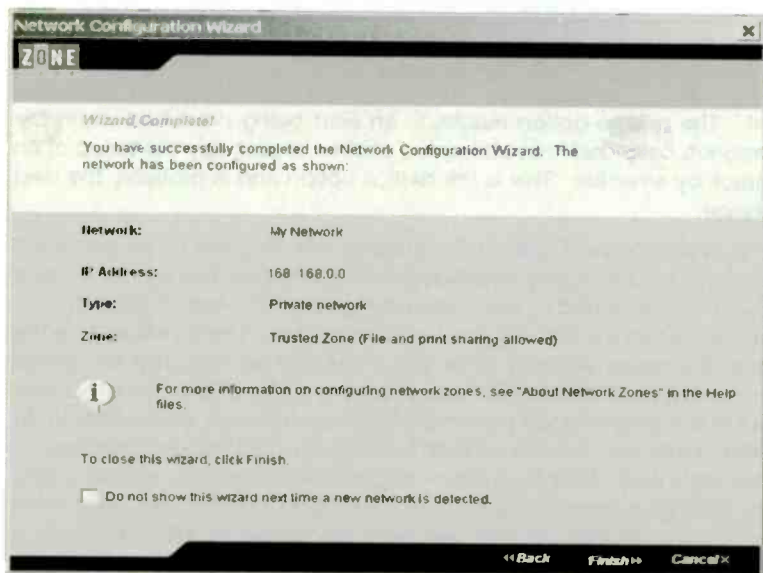 Network Configuration Wizard
ZONE
Wizard Complete!
You have successfully completed the Network Configuration Wizard. The
network has been configured as shown:
Network: My Network
IP Address: 168.168.0.0
Type: Private network
Zone: Trusted Zone (File and print sharing allowed)
i
For more information on configuring network zones, see "About Network Zones" in the Help
files.
To close this wizard, click Finish.
Do not show this wizard next time a new network is detected.
<<Back Finish>> Cancel×